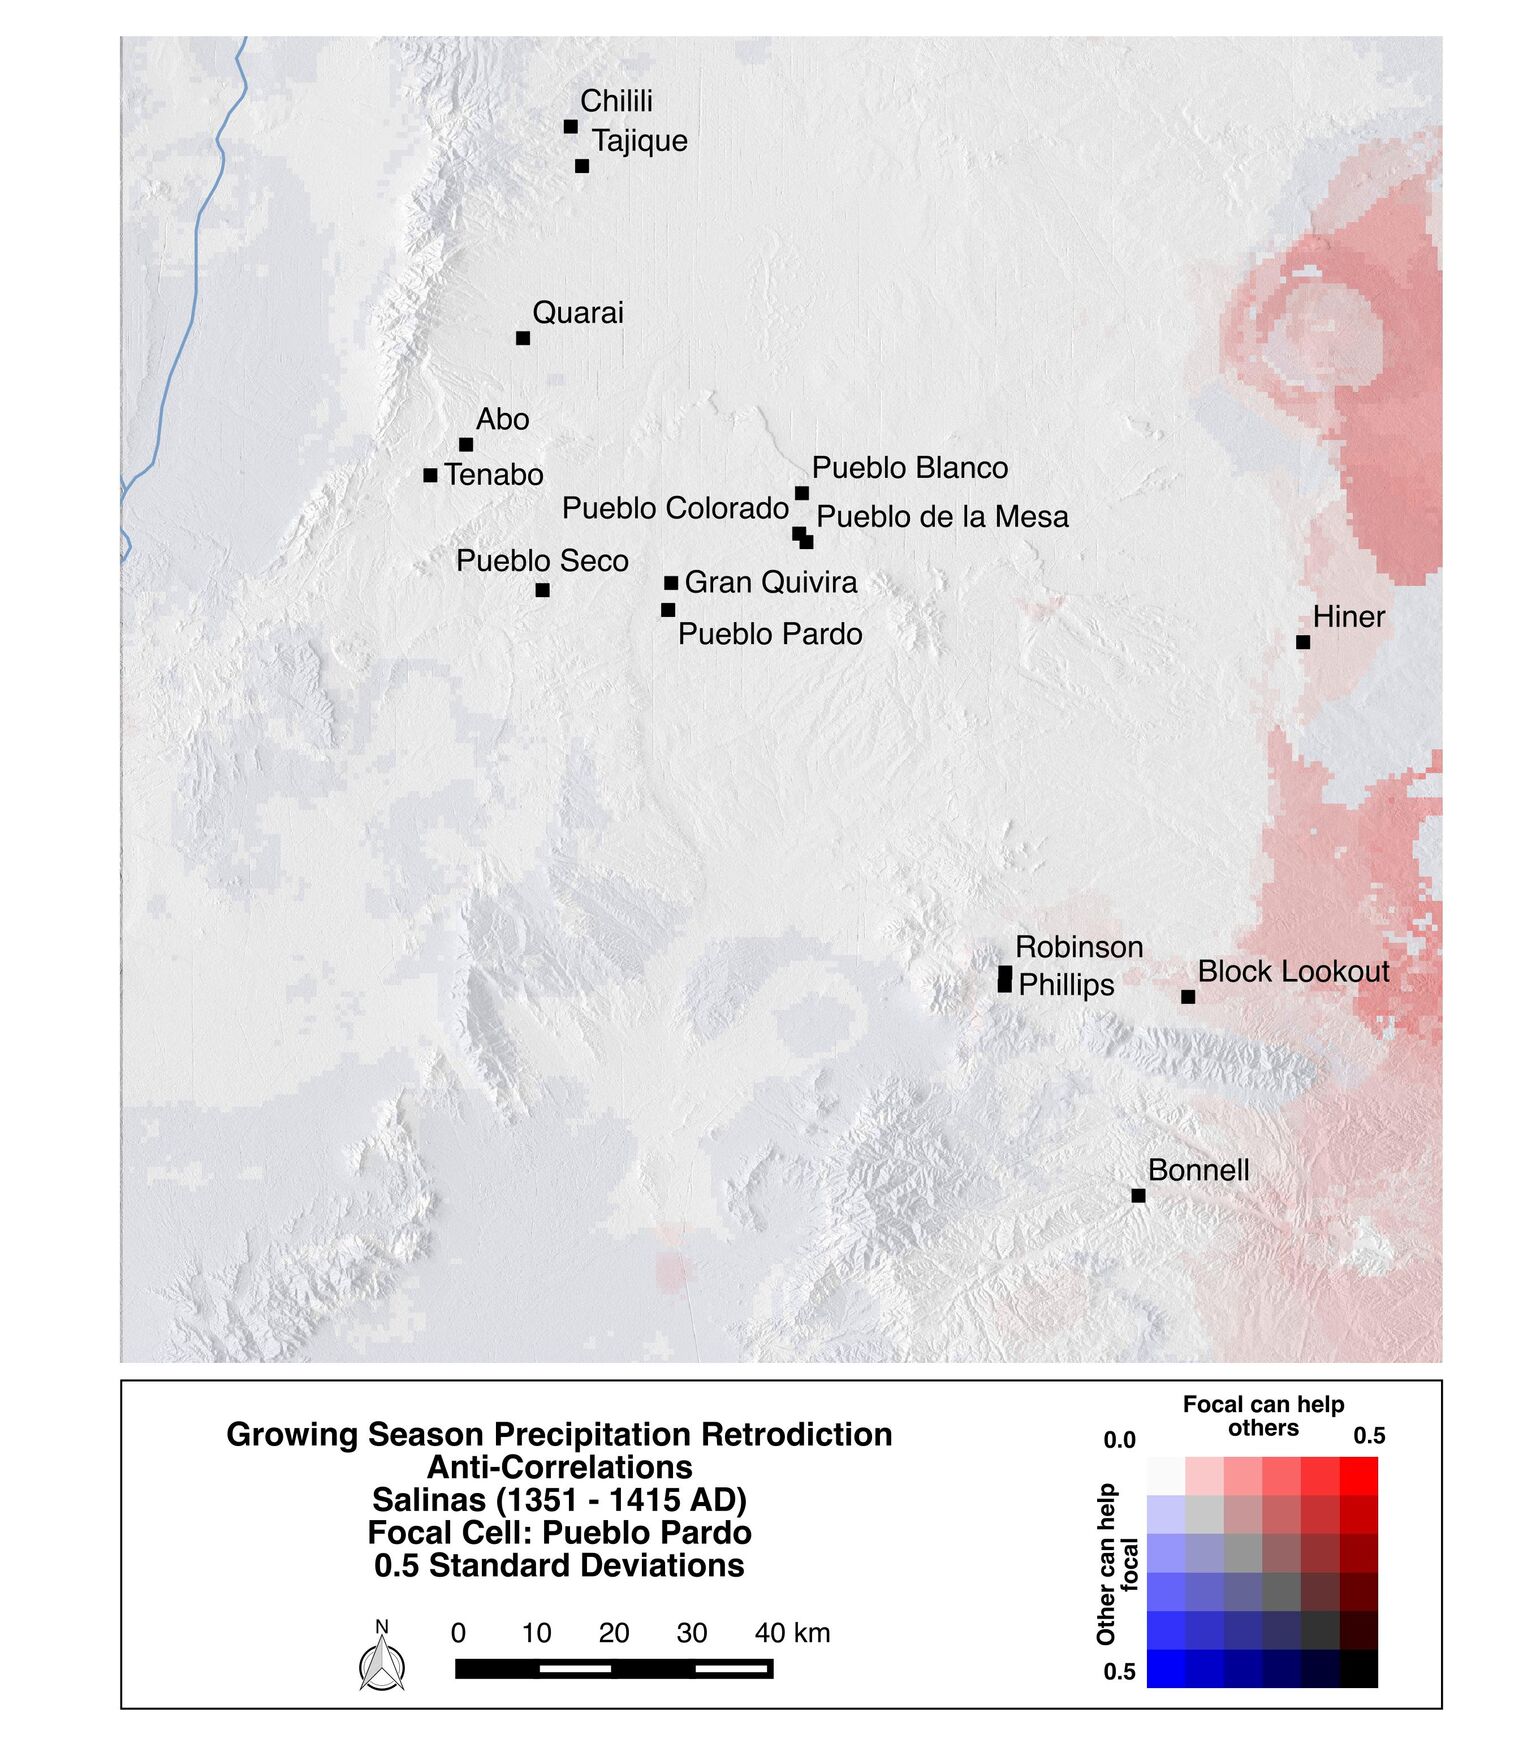 Chilili
Tajique
Quarai
Abo
Tenabo
Pueblo Blanco
Pueblo Colorado
Pueblo de la Mesa
Pueblo Seco
Gran Quivira
Pueblo Pardo
Hiner
Robinson
Phillips
Block Lookout
Bonnell
Growing Season Precipitation Retrodiction
Anti-Correlations
Salinas (1351 - 1415 AD)
Focal Cell: Pueblo Pardo
0.5 Standard Deviations
N
0 10 20 30 40 km
Focal can help
others
0.0
0.5
Other can help
focal
0.5